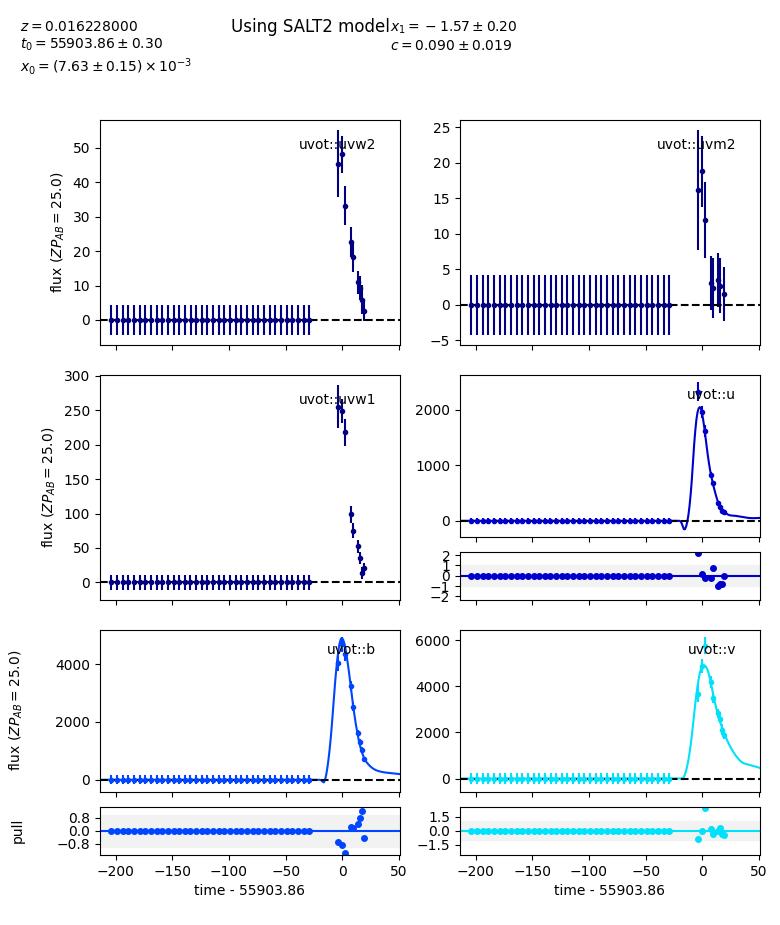 z = 0.016228000
Using SALT2 model
x₁ = −1.57 ± 0.20
t₀ = 55903.86 ± 0.30
c = 0.090 ± 0.019
x₀ = (7.63 ± 0.15) × 10⁻³
uvot::uvw2
50
40
30
20
10
0
flux (ZP_AB = 25.0)
uvot::uvm2
25
20
15
10
5
0
−5
uvot::uvw1
300
250
200
150
100
50
0
flux (ZP_AB = 25.0)
uvot::u
2000
1000
0
2
1
0
−1
−2
uvot::b
4000
2000
0
flux (ZP_AB = 25.0)
0.8
0.0
−0.8
pull
−200 −150 −100 −50 0 50
time - 55903.86
uvot::v
6000
4000
2000
0
1.5
0.0
−1.5
−200 −150 −100 −50 0 50
time - 55903.86